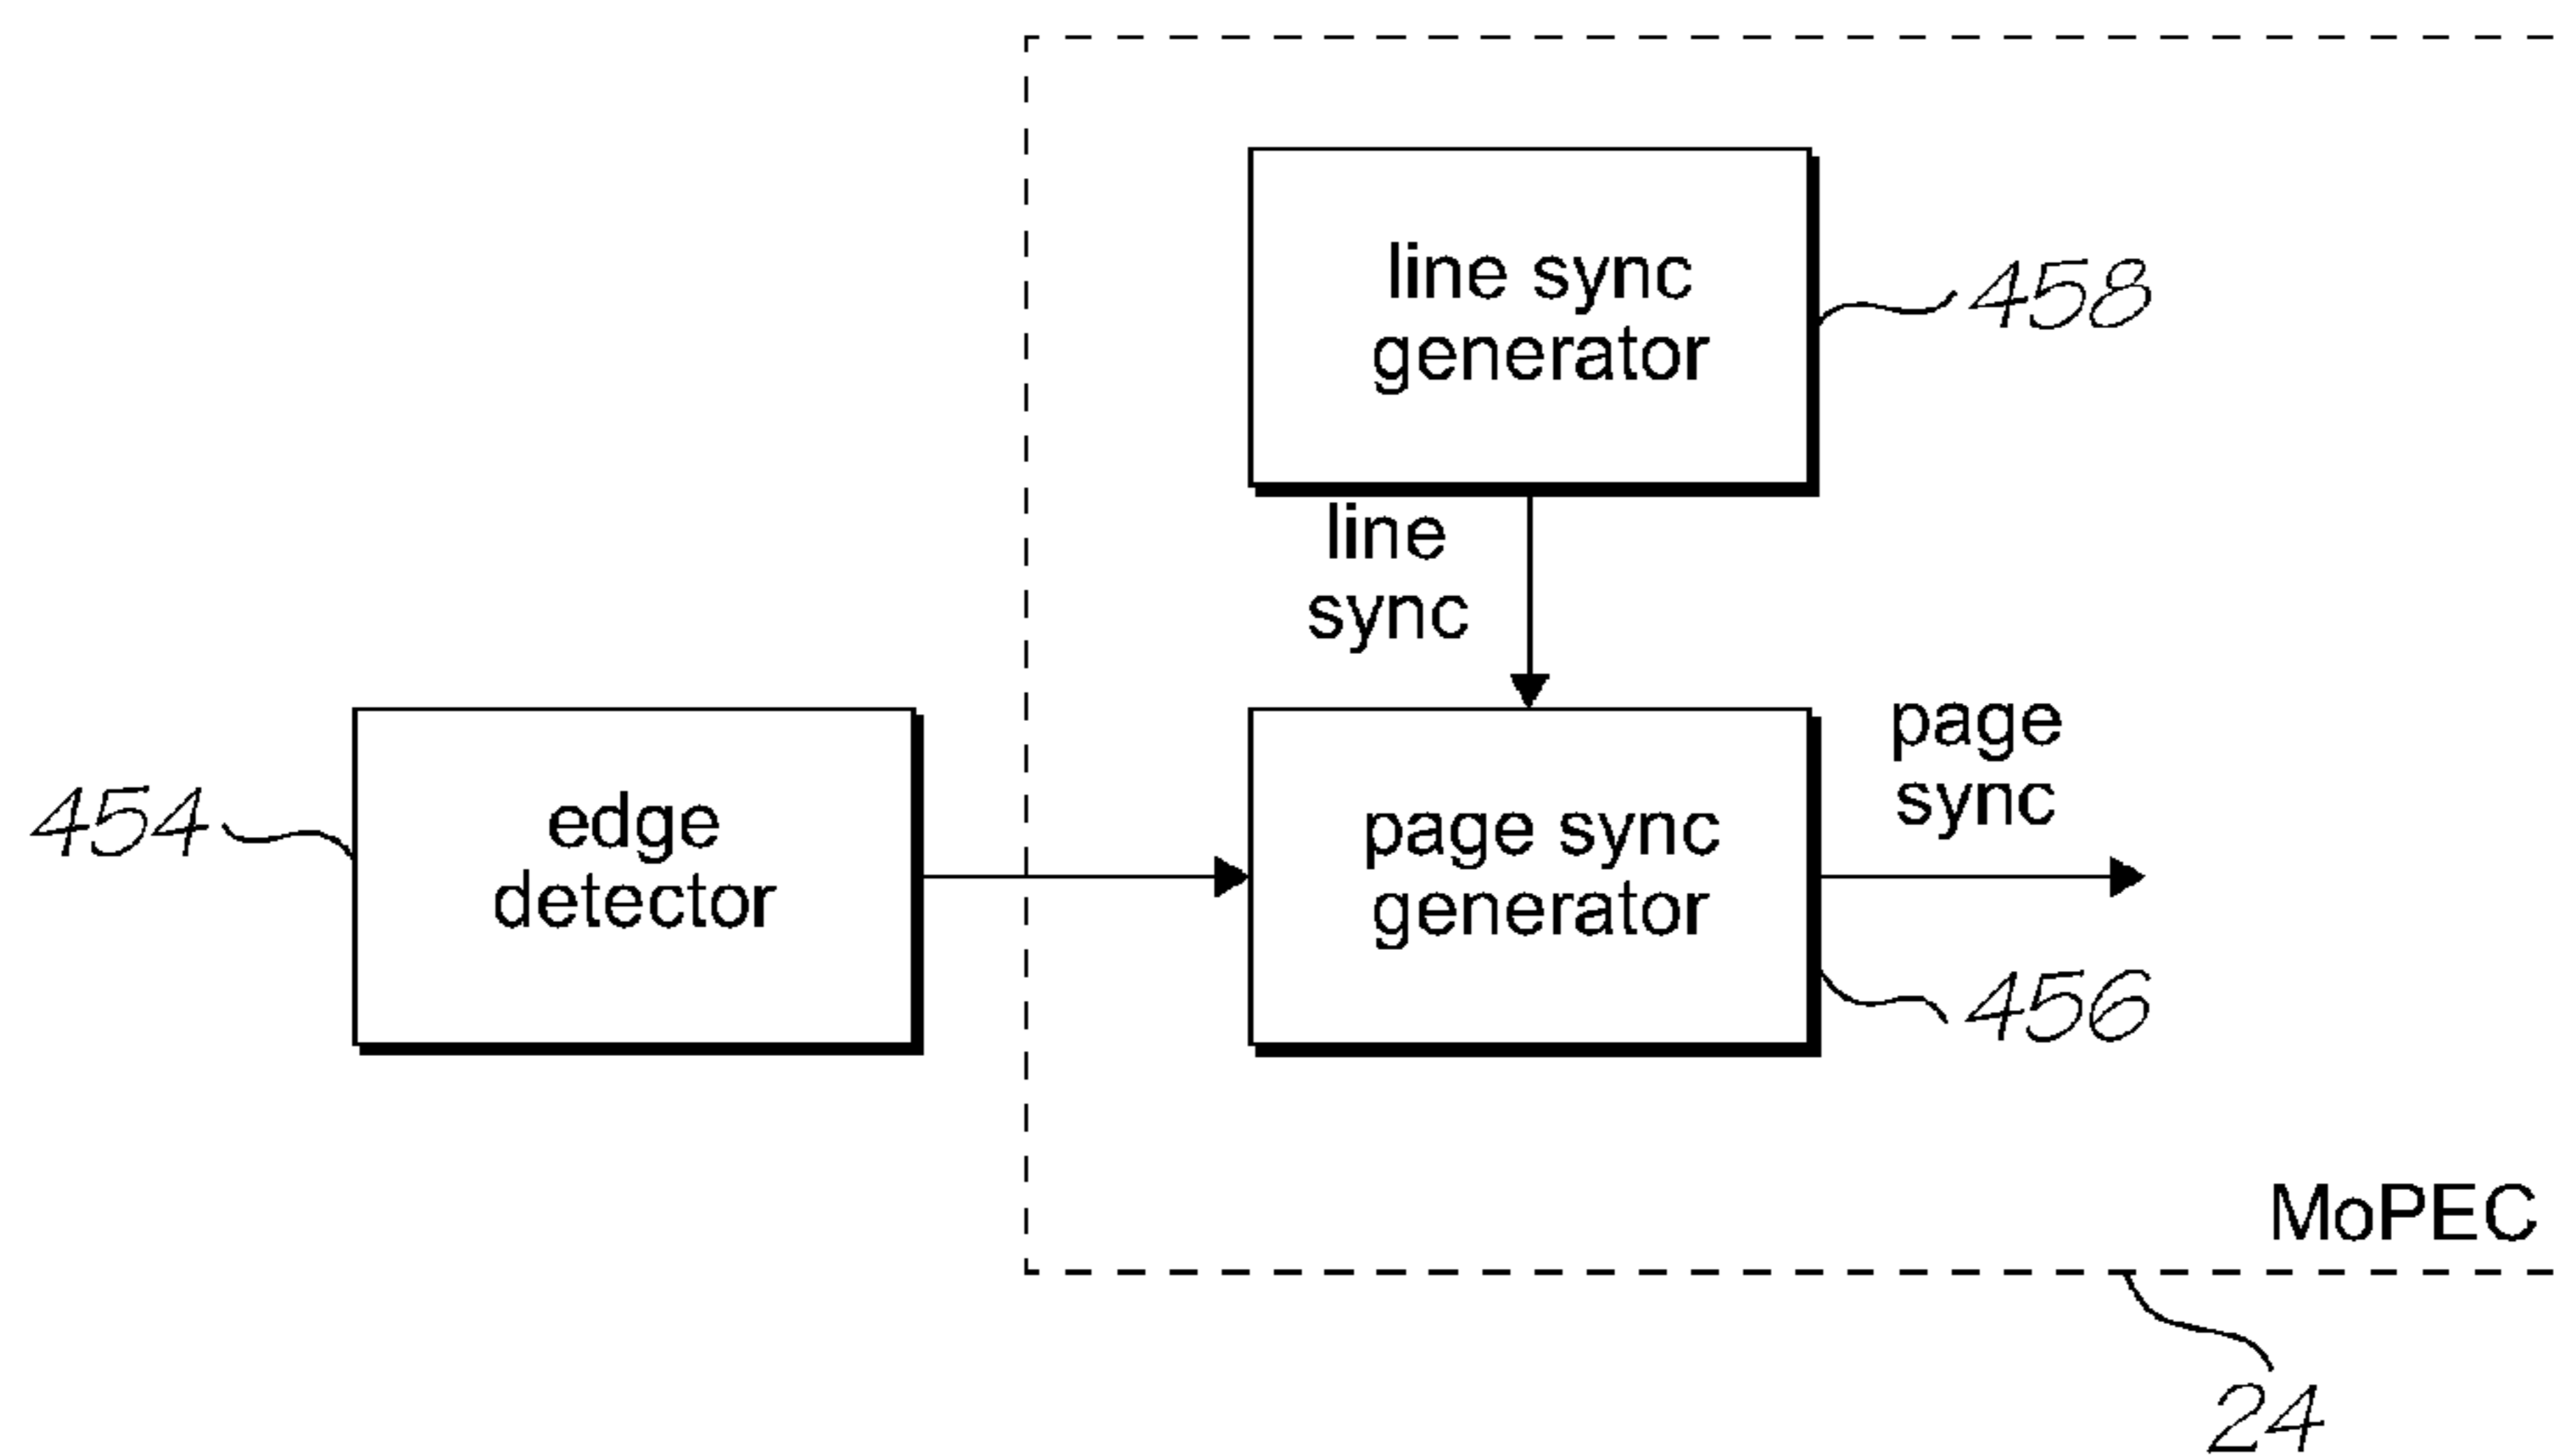 line sync
generator
458
line
sync
454
edge
detector
page sync
generator
page
sync
456
MoPEC
24